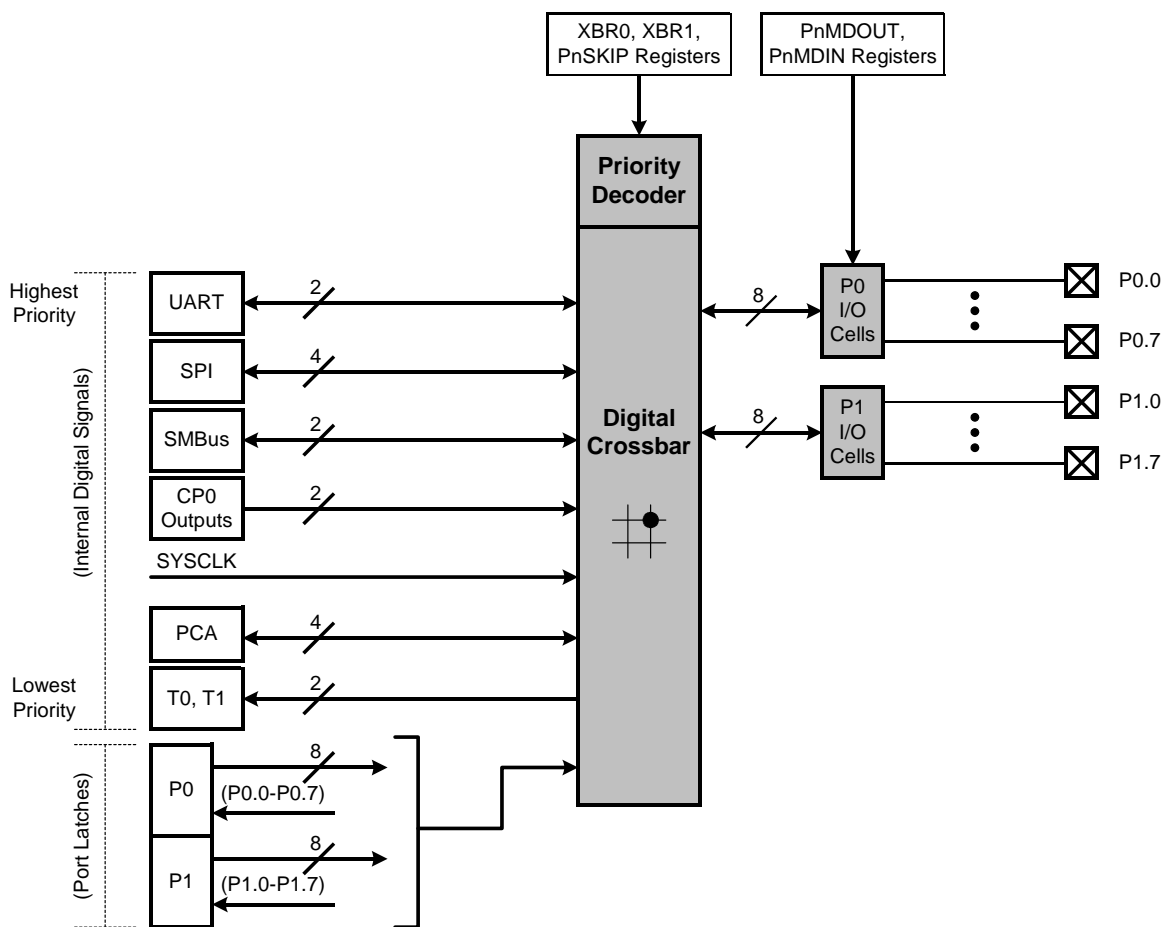 XBR0, XBR1,
PnSKIP Registers
PnMDOUT,
PnMDIN Registers
Priority
Decoder
Highest
Priority
(Internal Digital Signals)
UART
2
SPI
4
SMBus
2
CP0
Outputs
2
SYSCLK
PCA
4
Lowest
Priority
T0, T1
2
Digital
Crossbar
8
P0
I/O
Cells
P0.0
P0.7
8
P1
I/O
Cells
P1.0
P1.7
(Port Latches)
P0
8
(P0.0-P0.7)
P1
8
(P1.0-P1.7)